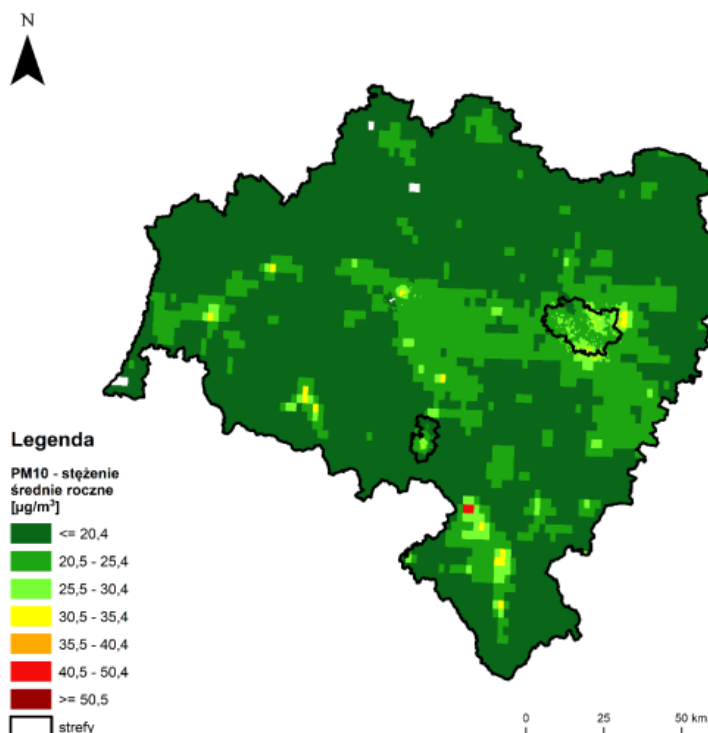 N
Legenda
PM10 - stężenie
średnie roczne
[µg/m³]
<= 20,4
20,5 - 25,4
25,5 - 30,4
30,5 - 35,4
35,5 - 40,4
40,5 - 50,4
>= 50,5
strefy
0 25 50 km